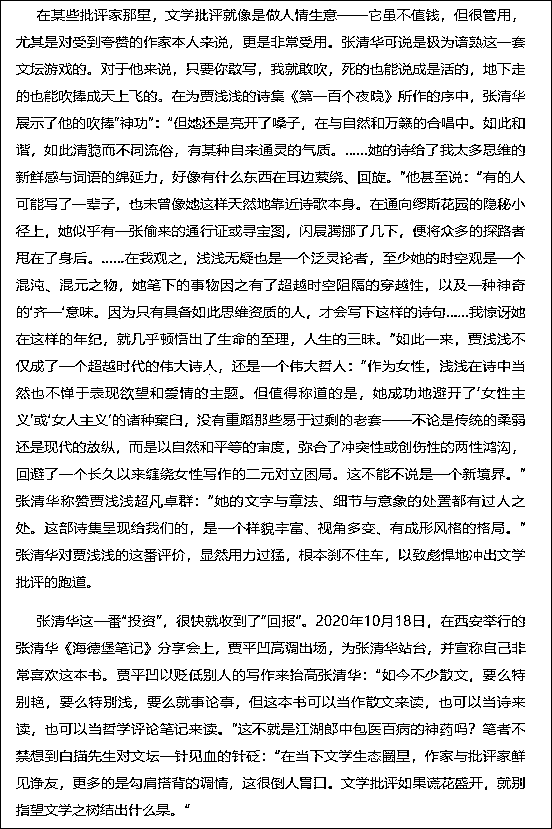 在某些批评家那里，文学批评就像是做人情生意——它虽不值钱，但很管用，
尤其是对受到夸赞的作家本人来说，更是非常受用。张清华可说是极为谙熟这一套
文坛游戏的。对于他来说，只要你敢写，我就敢吹，死的也能说成是活的，地下走
的也能吹捧成天上飞的。在为贾浅浅的诗集《第一百个夜晚》所作的序中，张清华
展示了他的吹捧"神功"："但她还是亮开了嗓子，在与自然和万籁的合唱中。如此和
谐，如此清脆而不同流俗，有某种自来通灵的气质。……她的诗给了我太多思维的
新鲜感与词语的绵延力，好像有什么东西在耳边萦绕、回旋。"他甚至说："有的人
可能写了一辈子，也未曾像她这样天然地靠近诗歌本身。在通向缪斯花园的隐秘小
径上，她似乎有一张偷来的通行证或寻宝图，闪展腾挪了几下，便将众多的探路者
甩在了身后。……在我观之，浅浅无疑也是一个泛灵论者，至少她的时空观是一个
混沌、混元之物，她笔下的事物因之有了超越时空阻隔的穿越性，以及一种神奇
的'齐一'意味。因为只有具备如此思维资质的人，才会写下这样的诗句……我惊讶她
在这样的年纪，就几乎顿悟出了生命的至理，人生的三昧。"如此一来，贾浅浅不
仅成了一个超越时代的伟大诗人，还是一个伟大哲人："作为女性，浅浅在诗中当
然也不惮于表现欲望和爱情的主题。但值得称道的是，她成功地避开了'女性主
义'或'女人主义'的诸种窠臼，没有重蹈那些易于过剩的老套——不论是传统的柔弱
还是现代的放纵，而是以自然和平等的审度，弥合了冲突性或创伤性的两性鸿沟，
回避了一个长久以来缠绕女性写作的二元对立困局。这不能不说是一个新境界。"
张清华称赞贾浅浅超凡卓群："她的文字与章法、细节与意象的处置都有过人之
处。这部诗集呈现给我们的，是一个样貌丰富、视角多变、有成形风格的格局。"
张清华对贾浅浅的这番评价，显然用力过猛，根本刹不住车，以致彪悍地冲出文学
批评的跑道。
张清华这一番"投资"，很快就收到了"回报"。2020年10月18日，在西安举行的
张清华《海德堡笔记》分享会上，贾平凹高调出场，为张清华站台，并宣称自己非
常喜欢这本书。贾平凹以贬低别人的写作来抬高张清华："如今不少散文，要么特
别艳，要么特别浅，要么就事论事，但这本书可以当作散文来读，也可以当诗来
读，也可以当哲学评论笔记来读。"这不就是江湖郎中包医百病的神药吗？笔者不
禁想到白描先生对文坛一针见血的针砭："在当下文学生态圈里，作家与批评家鲜
见诤友，更多的是勾肩搭背的调情，这很倒人胃口。文学批评如果谎花盛开，就别
指望文学之树结出什么果。"